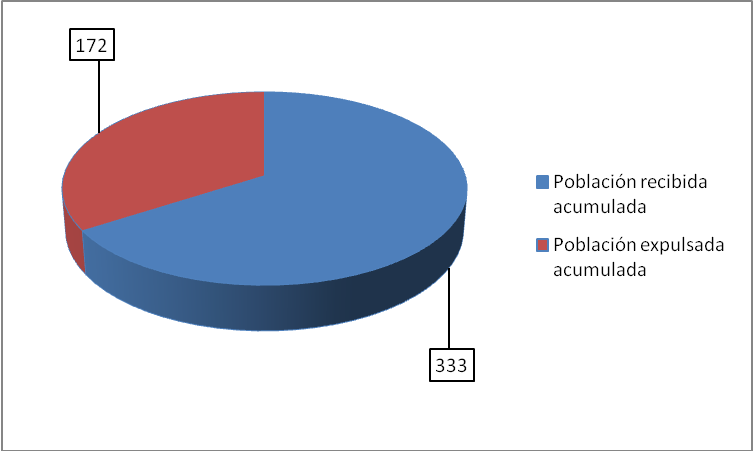 172
Población recibida
acumulada
Población expulsada
acumulada
333